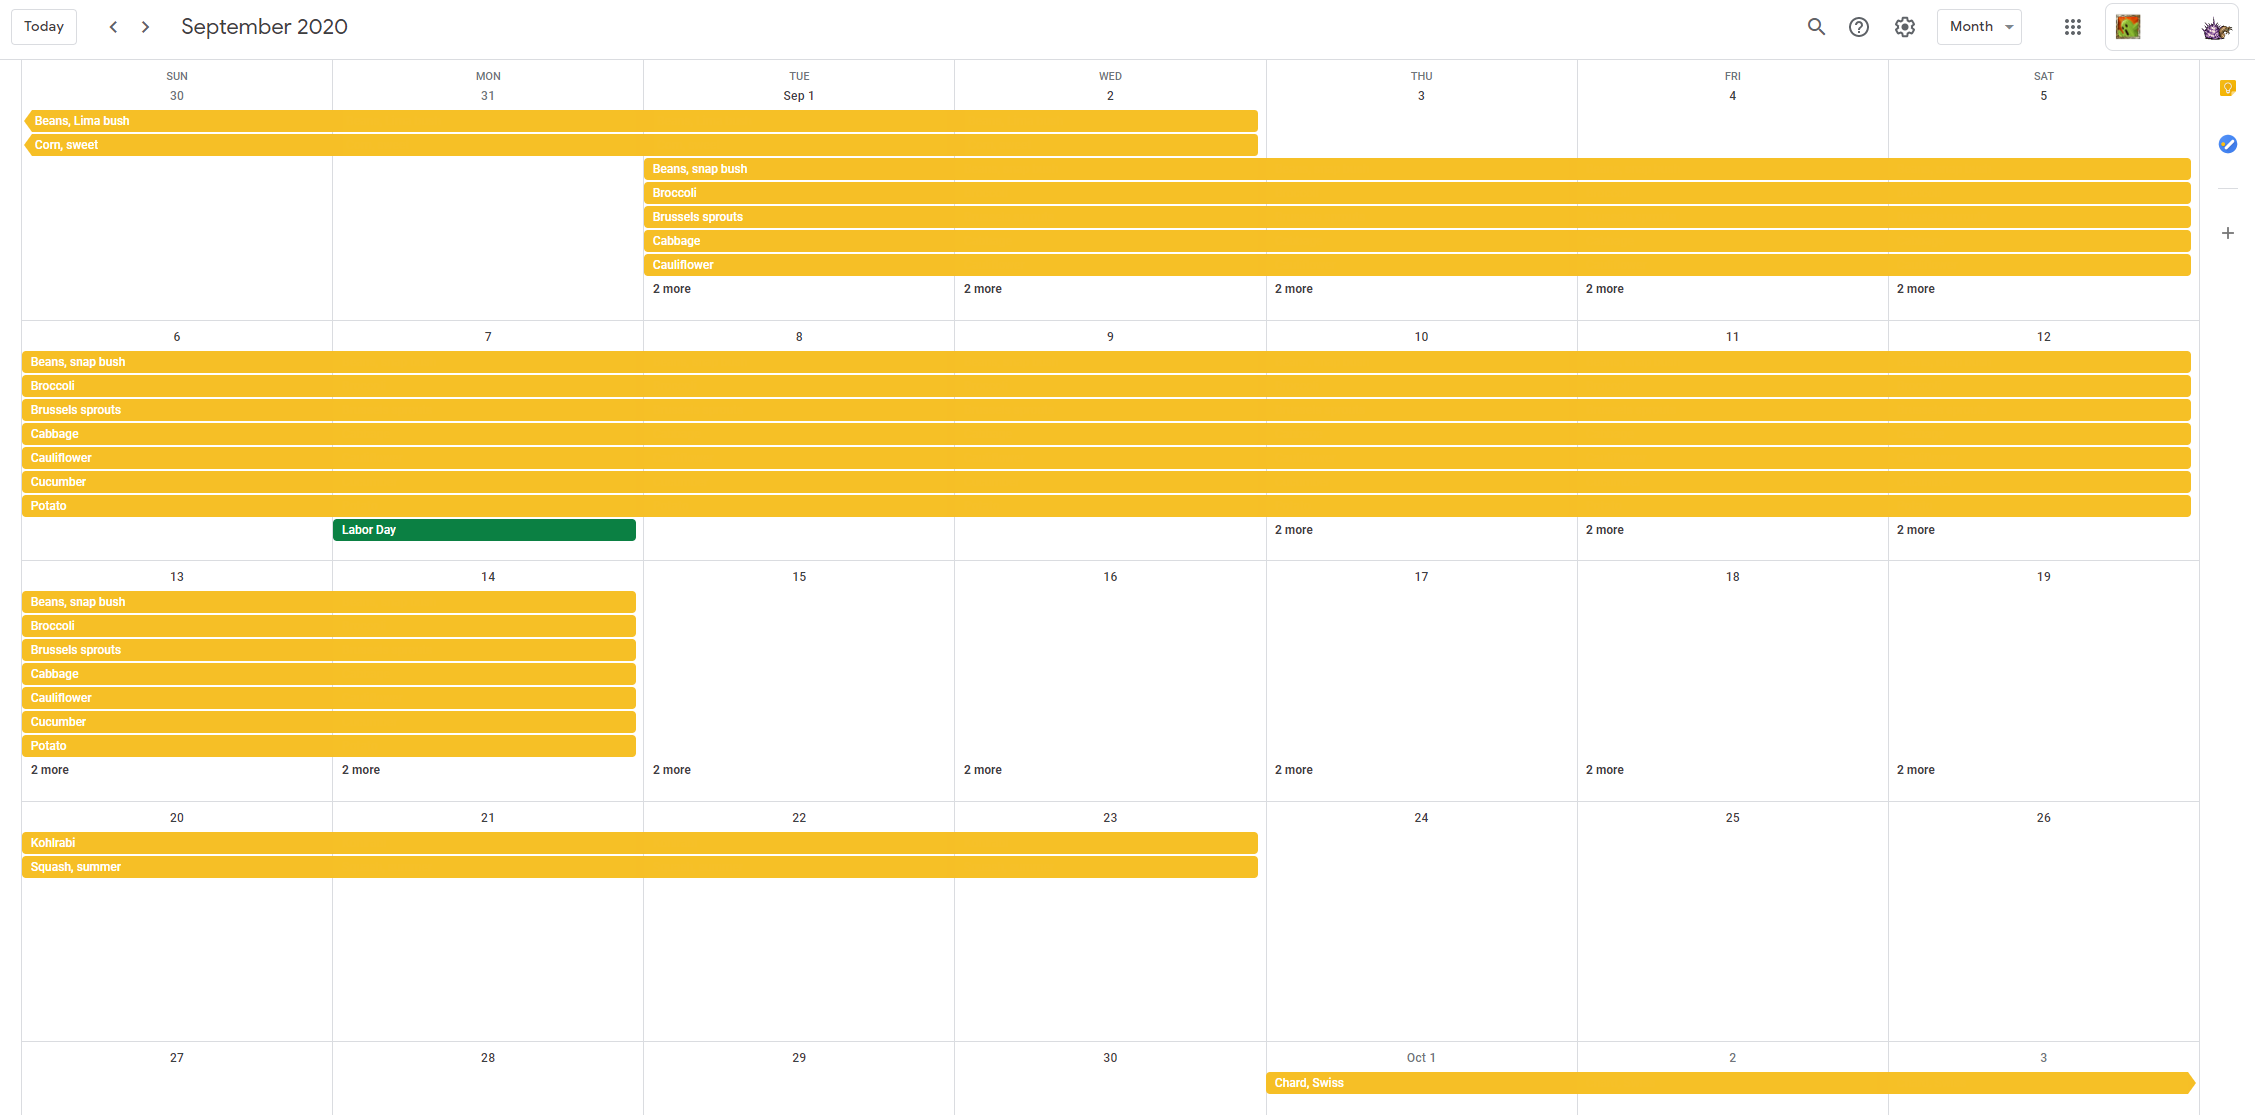 Today September 2020 Month
SUN MON TUE WED THU FRI SAT
30 31 Sep 1 2 3 4 5
Beans, Lima bush
Corn, sweet
Beans, snap bush
Broccoli
Brussels sprouts
Cabbage
Cauliflower
2 more 2 more 2 more 2 more 2 more
6 7 8 9 10 11 12
Beans, snap bush
Broccoli
Brussels sprouts
Cabbage
Cauliflower
Cucumber
Potato
Labor Day 2 more 2 more 2 more
13 14 15 16 17 18 19
Beans, snap bush
Broccoli
Brussels sprouts
Cabbage
Cauliflower
Cucumber
Potato
2 more 2 more 2 more 2 more 2 more 2 more 2 more
20 21 22 23 24 25 26
Kohlrabi
Squash, summer
27 28 29 30 Oct 1 2 3
Chard, Swiss